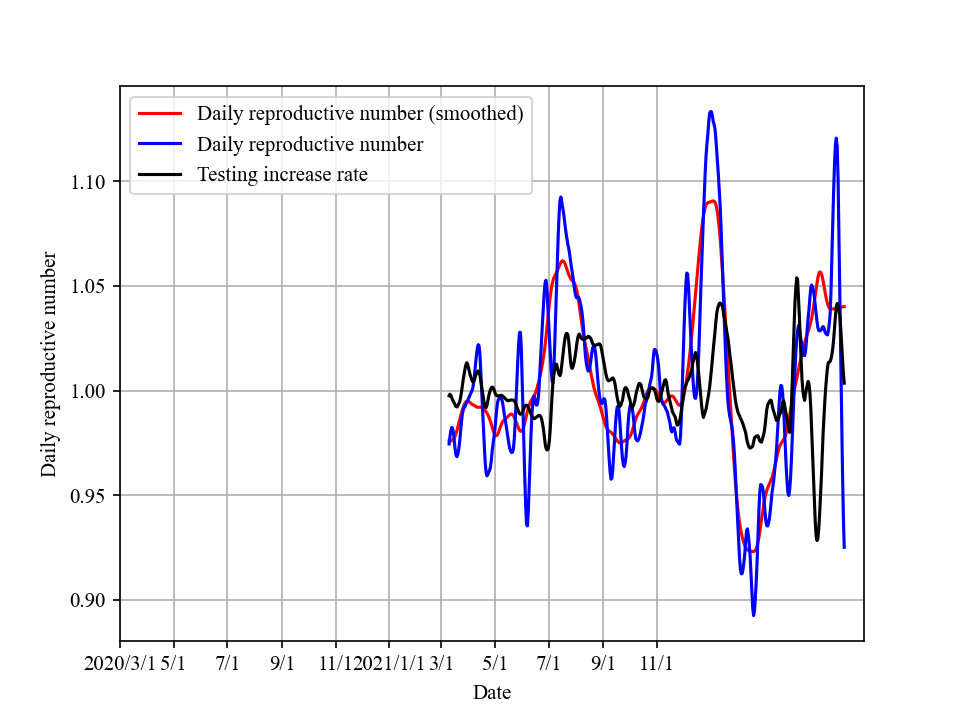 Daily reproductive number (smoothed)
Daily reproductive number
Testing increase rate
Daily reproductive number
1.10
1.05
1.00
0.95
0.90
2020/3/1 5/1 7/1 9/1 11/1 2021/1/1 3/1 5/1 7/1 9/1 11/1
Date